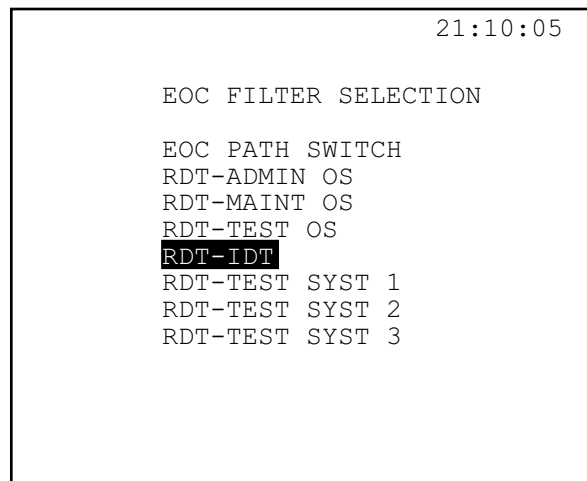 21:10:05
EOC FILTER SELECTION
EOC PATH SWITCH
RDT-ADMIN OS
RDT-MAINT OS
RDT-TEST OS
RDT-IDT
RDT-TEST SYST 1
RDT-TEST SYST 2
RDT-TEST SYST 3